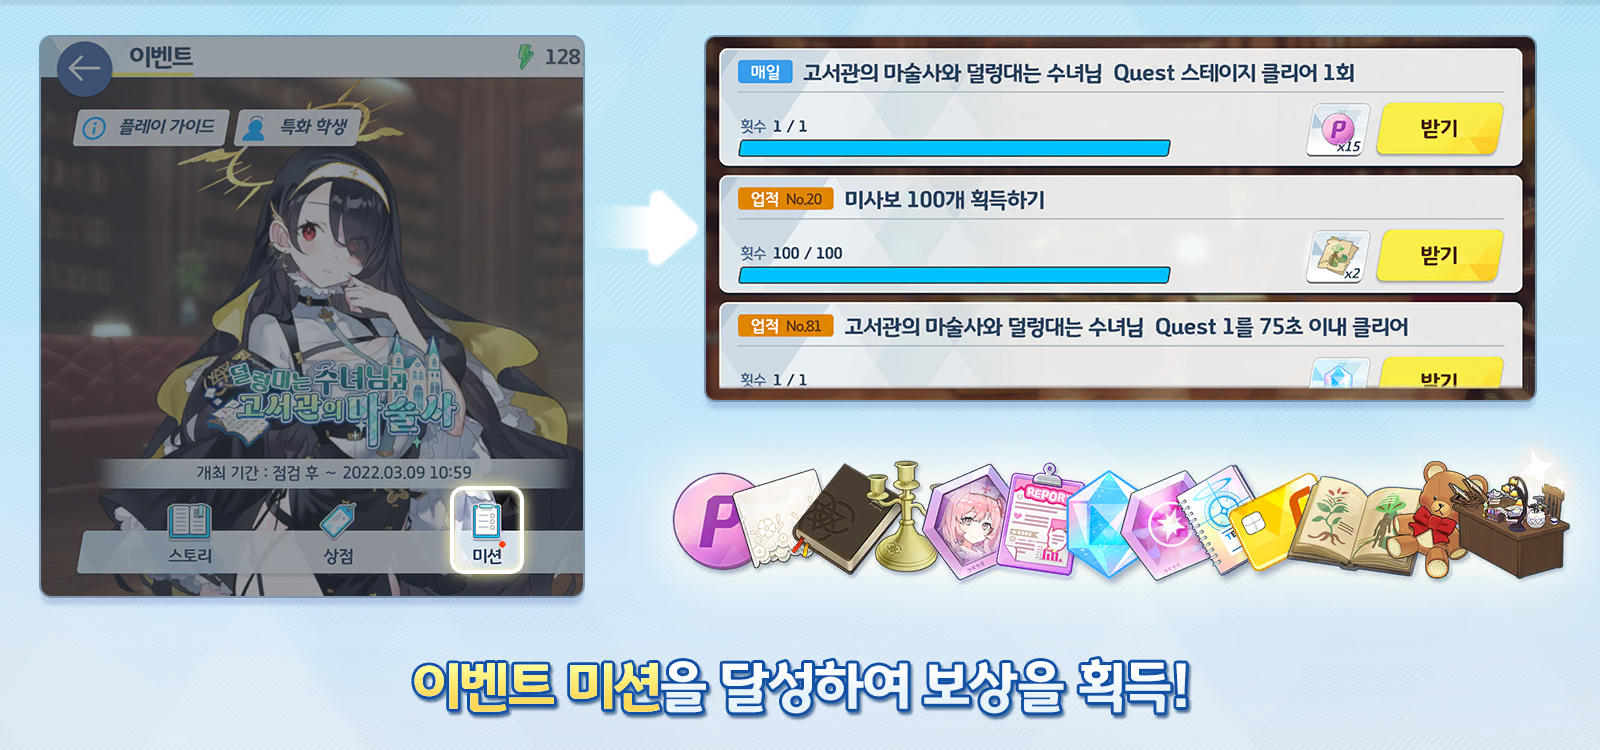 이벤트
128
플레이 가이드
특화 학생
덜렁대는 수녀님과
고서관의 마술사
개최 기간 : 점검 후 ~ 2022.03.09 10:59
스토리
상점
미션
매일 고서관의 마술사와 덜렁대는 수녀님 Quest 스테이지 클리어 1회
횟수 1 / 1
P
x15
받기
업적 No.20 미사보 100개 획득하기
횟수 100 / 100
x2
받기
업적 No.81 고서관의 마술사와 덜렁대는 수녀님 Quest 1를 75초 이내 클리어
횟수 1 / 1
받기
P
REPOR
이벤트 미션을 달성하여 보상을 획득!